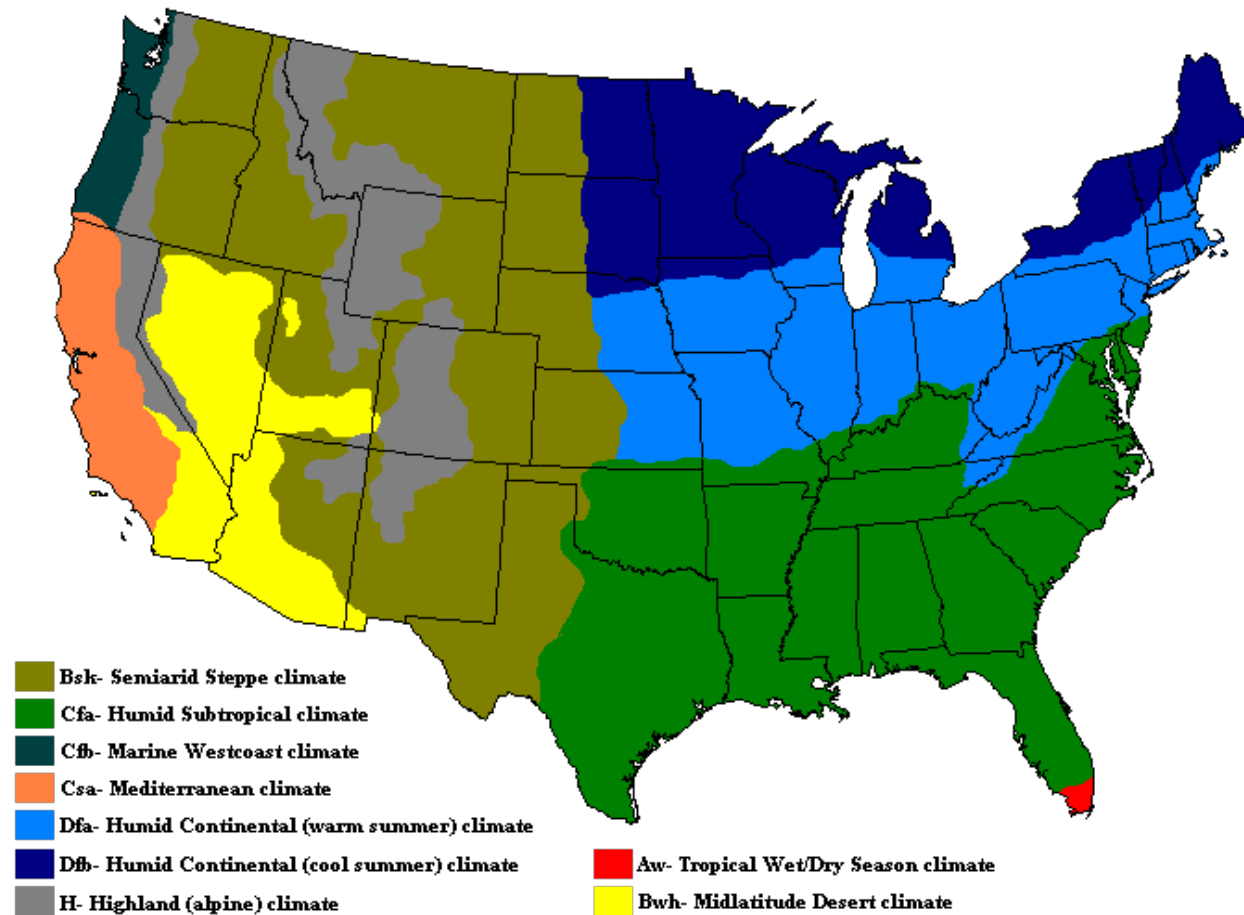 Bsk- Semiarid Steppe climate
Cfa- Humid Subtropical climate
Cfb- Marine Westcoast climate
Csa- Mediterranean climate
Dfa- Humid Continental (warm summer) climate
Dfb- Humid Continental (cool summer) climate
H- Highland (alpine) climate
Aw- Tropical Wet/Dry Season climate
Bwh- Midlatitude Desert climate